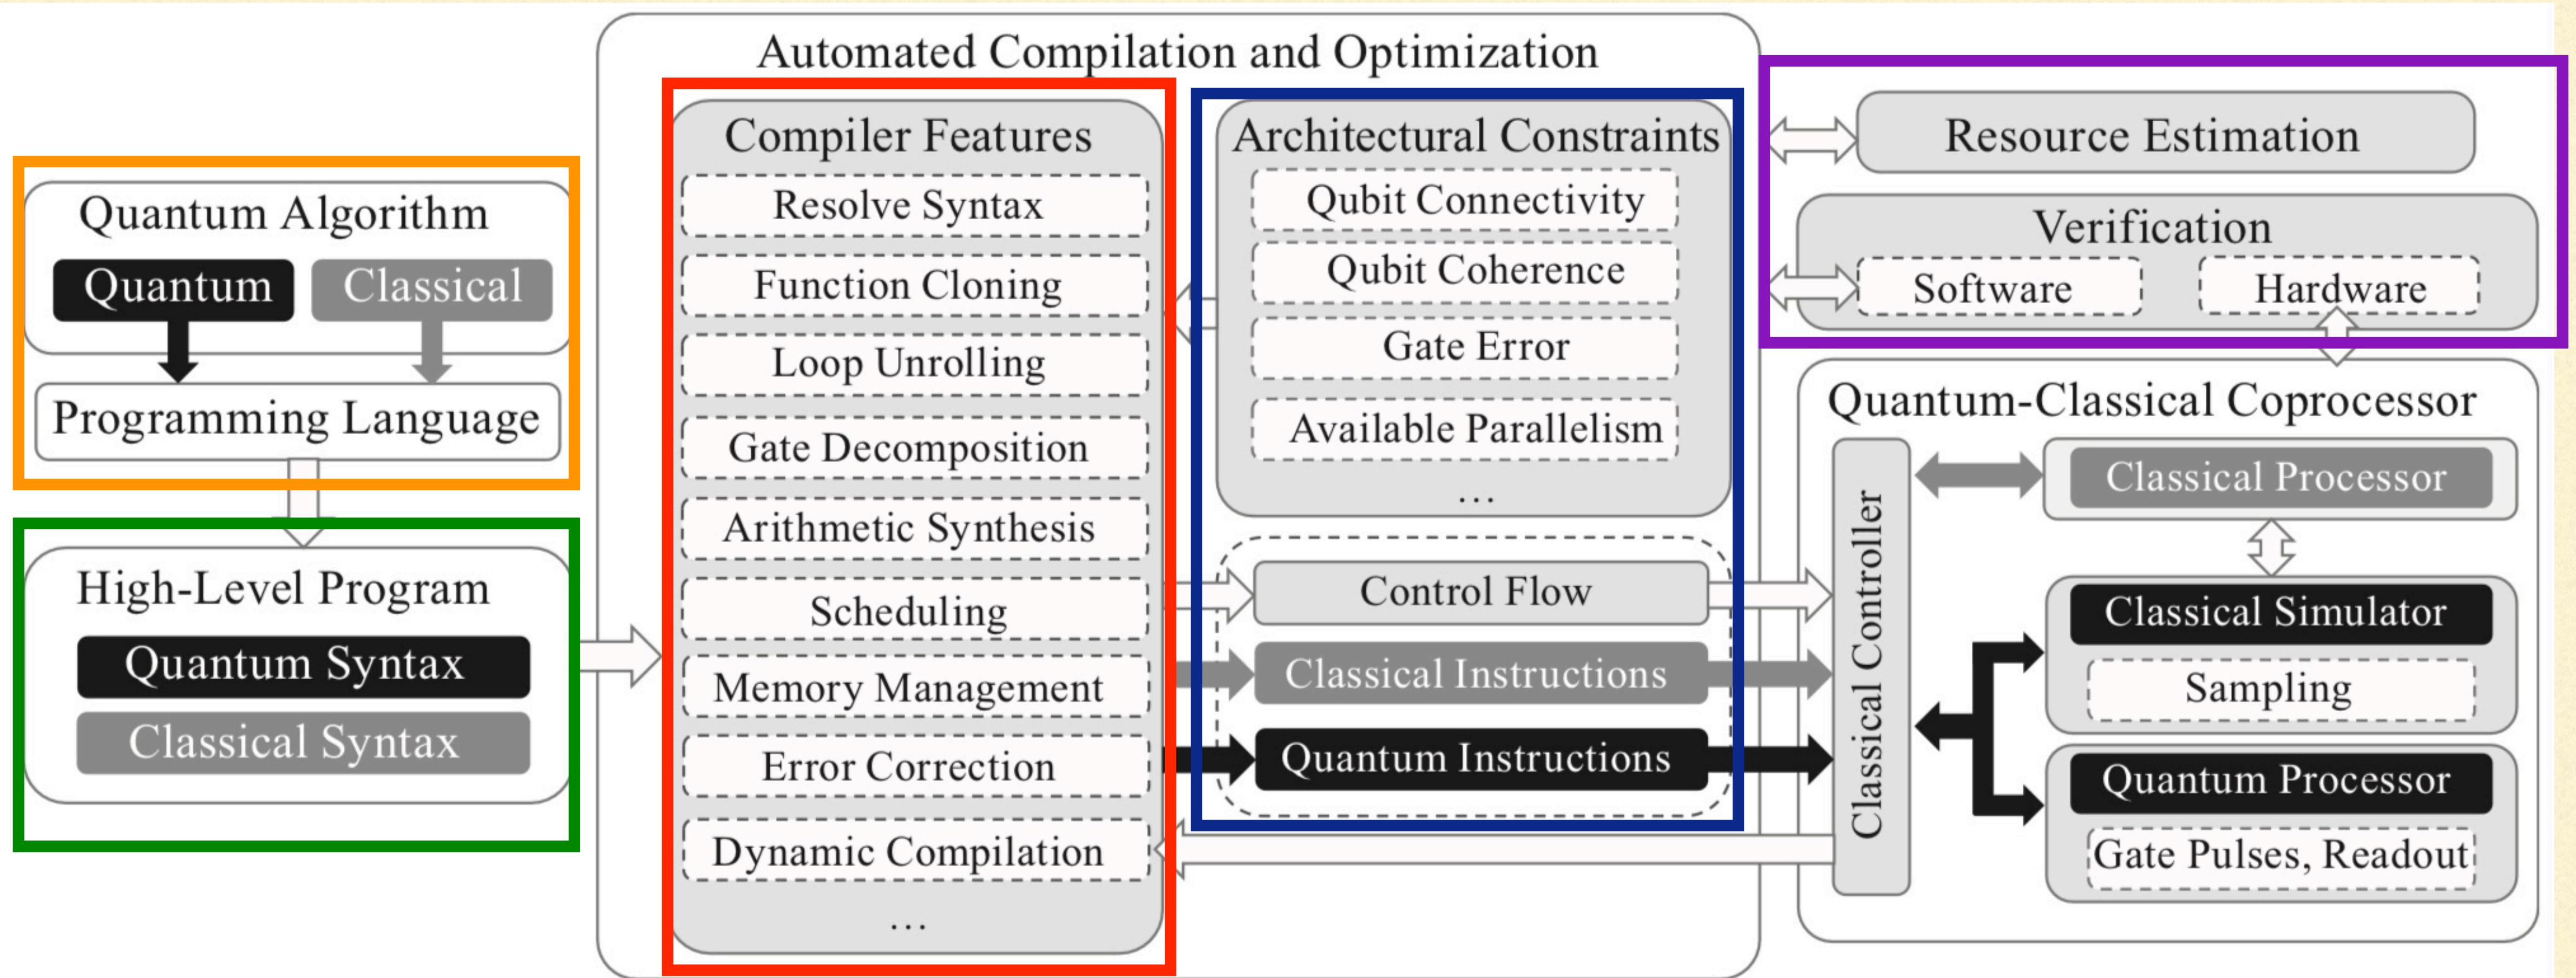 Automated Compilation and Optimization
Quantum Algorithm
Quantum
Classical
Programming Language
High-Level Program
Quantum Syntax
Classical Syntax
Compiler Features
Resolve Syntax
Function Cloning
Loop Unrolling
Gate Decomposition
Arithmetic Synthesis
Scheduling
Memory Management
Error Correction
Dynamic Compilation
...
Architectural Constraints
Qubit Connectivity
Qubit Coherence
Gate Error
Available Parallelism
...
Control Flow
Classical Instructions
Quantum Instructions
Resource Estimation
Verification
Software
Hardware
Quantum-Classical Coprocessor
Classical Controller
Classical Processor
Classical Simulator
Sampling
Quantum Processor
Gate Pulses, Readout